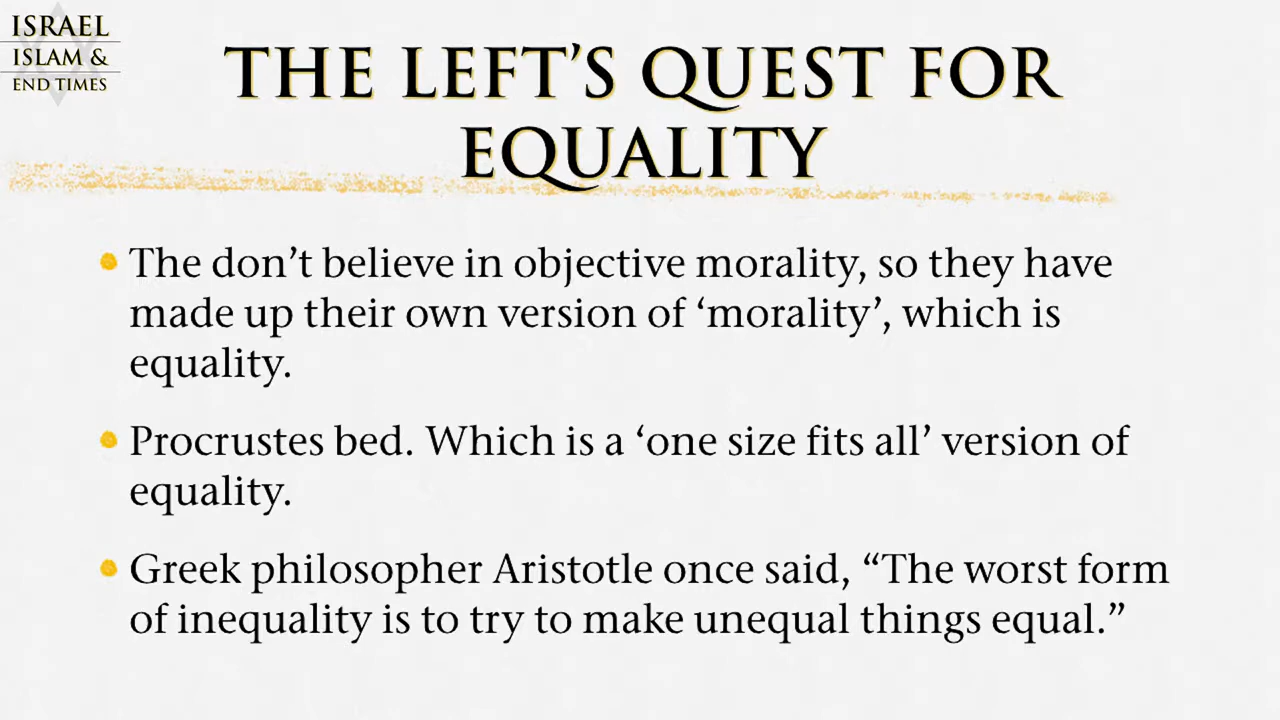 ISRAEL
ISLAM &
END TIMES
THE LEFT’S QUEST FOR
EQUALITY
The don’t believe in objective morality, so they have
made up their own version of ‘morality’, which is
equality.
Procrustes bed. Which is a ‘one size fits all’ version of
equality.
Greek philosopher Aristotle once said, “The worst form
of inequality is to try to make unequal things equal.”